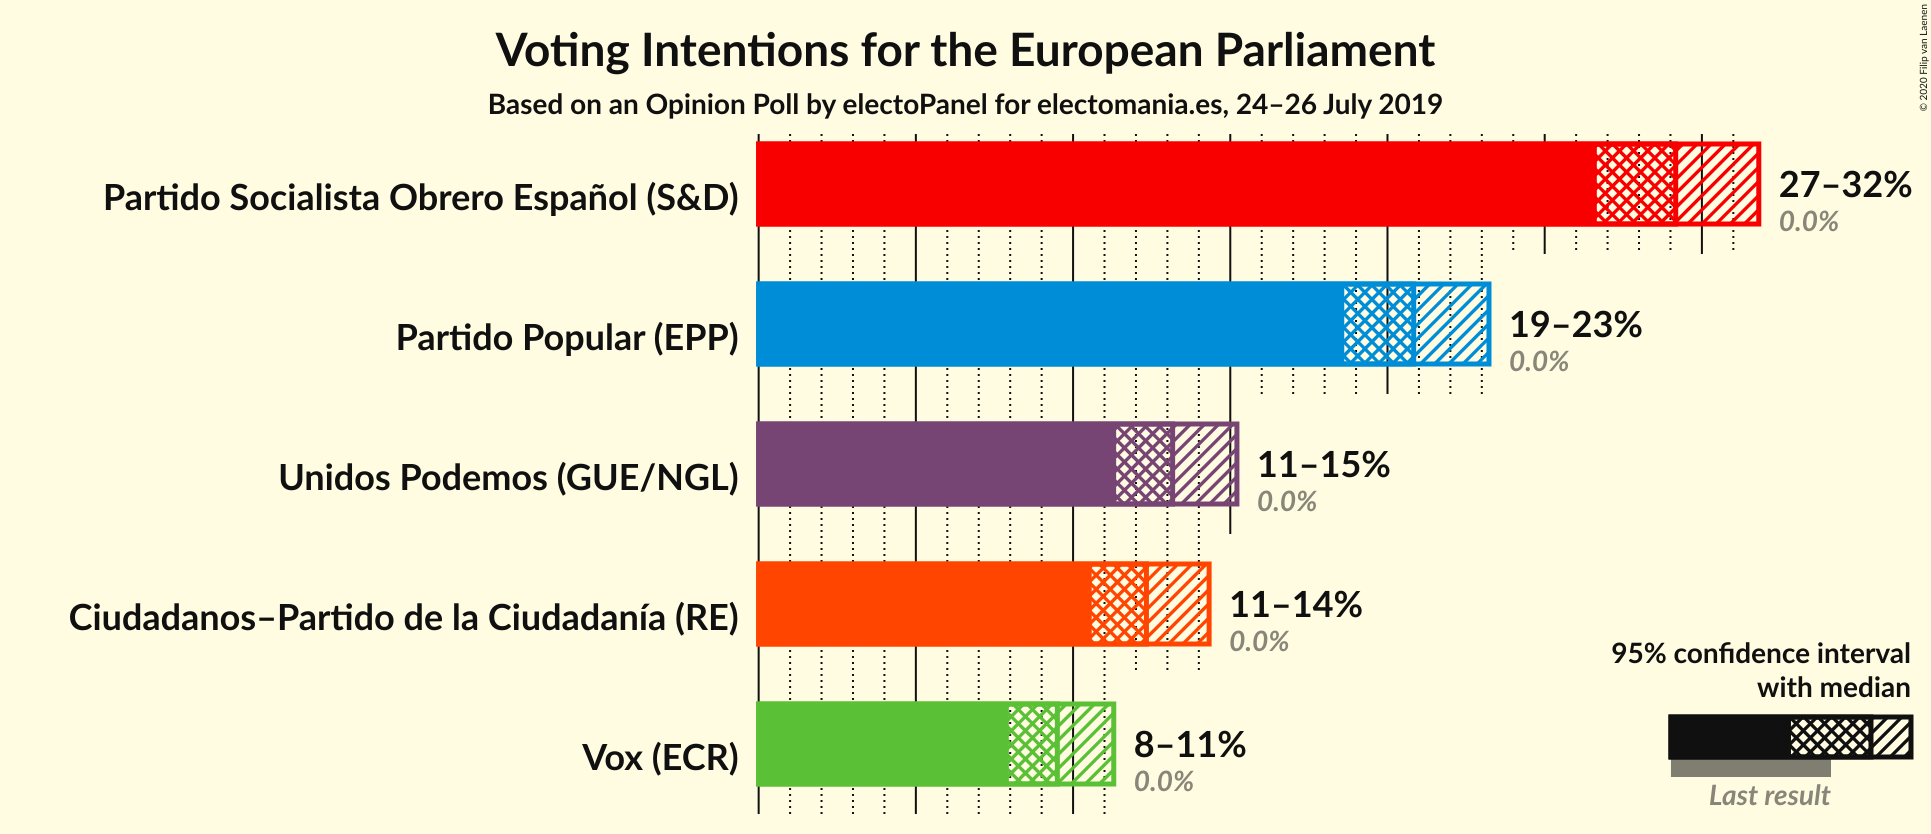 Voting Intentions for the European Parliament
Based on an Opinion Poll by electoPanel for electomania.es, 24–26 July 2019
© 2020 Filip van Laenen
Partido Socialista Obrero Español (S&D)
27–32%
0.0%
Partido Popular (EPP)
19–23%
0.0%
Unidos Podemos (GUE/NGL)
11–15%
0.0%
Ciudadanos–Partido de la Ciudadanía (RE)
11–14%
0.0%
Vox (ECR)
8–11%
0.0%
95% confidence interval
with median
Last result